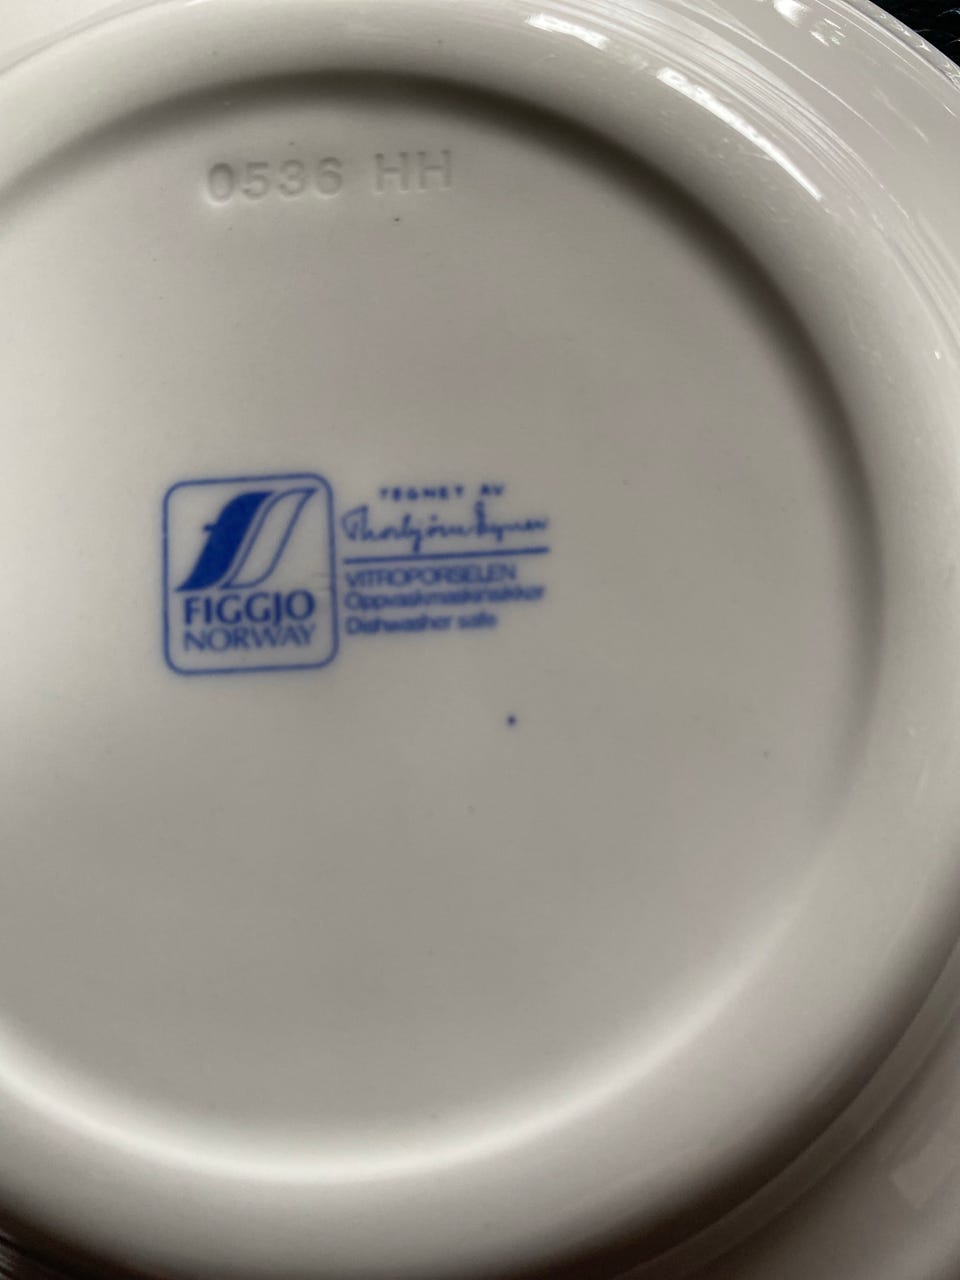 0536 HH
FIGGJO
NORWAY
TEGNET AV
VITROPORSELEN
Oppvaskmaskinsikker
Dishwasher safe